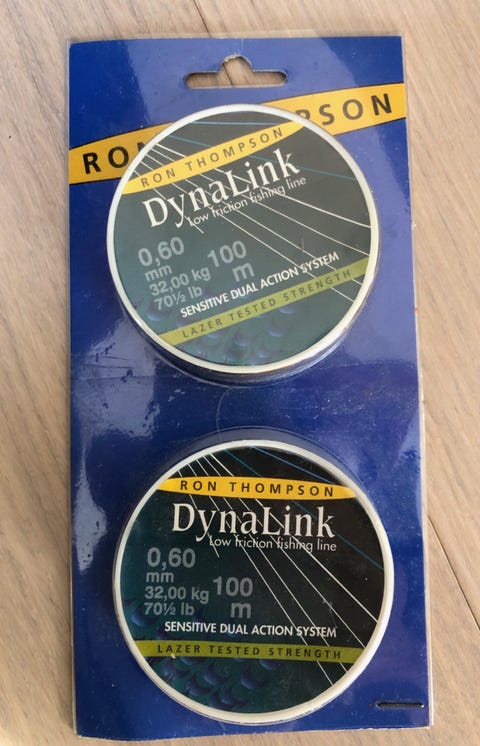 RON THOMPSON
RON THOMPSON
DynaLink
Low friction fishing line
0,60
mm
100
m
32,00 kg
70½ lb
SENSITIVE DUAL ACTION SYSTEM
LAZER TESTED STRENGTH
RON THOMPSON
DynaLink
Low friction fishing line
0,60
mm
100
m
32,00 kg
70½ lb
SENSITIVE DUAL ACTION SYSTEM
LAZER TESTED STRENGTH